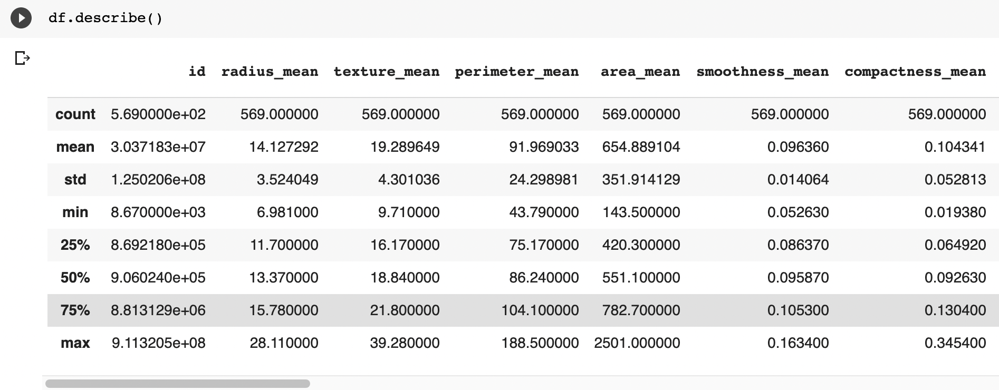 df.describe()
id radius_mean texture_mean perimeter_mean area_mean smoothness_mean compactness_mean
count 5.690000e+02 569.000000 569.000000 569.000000 569.000000 569.000000 569.000000
mean 3.037183e+07 14.127292 19.289649 91.969033 654.889104 0.096360 0.104341
std 1.250206e+08 3.524049 4.301036 24.298981 351.914129 0.014064 0.052813
min 8.670000e+03 6.981000 9.710000 43.790000 143.500000 0.052630 0.019380
25% 8.692180e+05 11.700000 16.170000 75.170000 420.300000 0.086370 0.064920
50% 9.060240e+05 13.370000 18.840000 86.240000 551.100000 0.095870 0.092630
75% 8.813129e+06 15.780000 21.800000 104.100000 782.700000 0.105300 0.130400
max 9.113205e+08 28.110000 39.280000 188.500000 2501.000000 0.163400 0.345400